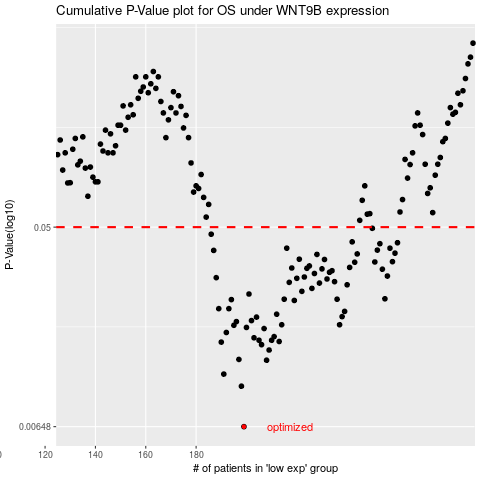 Cumulative P-Value plot for OS under WNT9B expression
P-Value(log10)
0.05
0.00648
optimized
0 120 140 160 180
# of patients in 'low exp' group